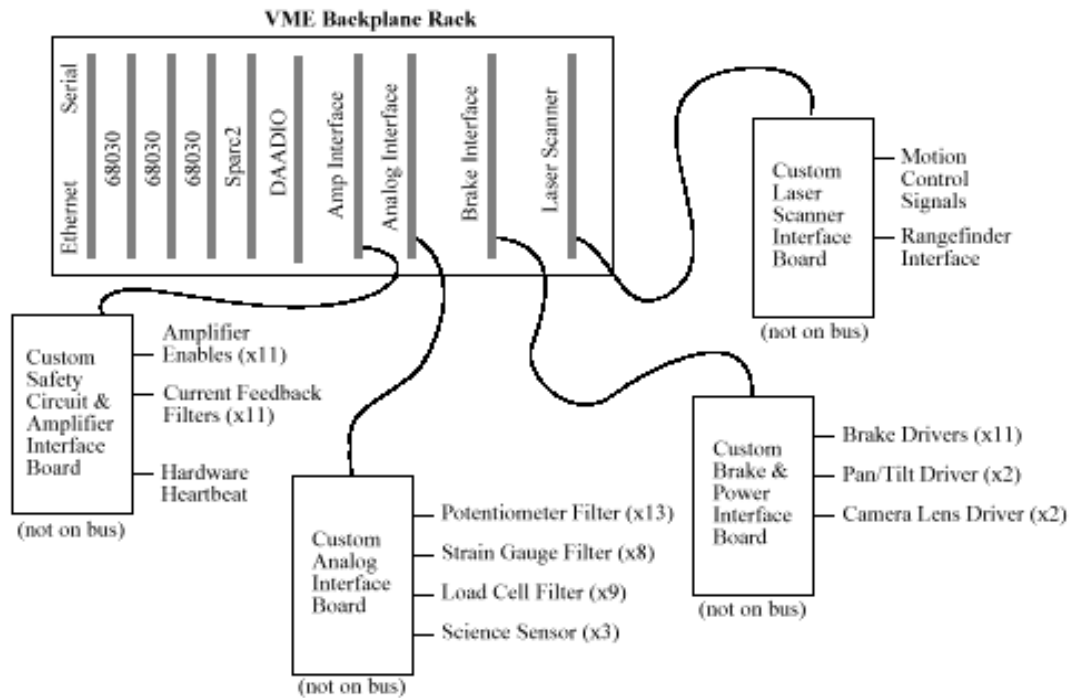 VME Backplane Rack
Serial
Ethernet
68030
68030
68030
Sparc2
DAADIO
Amp Interface
Analog Interface
Brake Interface
Laser Scanner
Custom
Laser
Scanner
Interface
Board
Motion
Control
Signals
Rangefinder
Interface
(not on bus)
Custom
Safety
Circuit &
Amplifier
Interface
Board
Amplifier
Enables (x11)
Current Feedback
Filters (x11)
Hardware
Heartbeat
(not on bus)
Custom
Analog
Interface
Board
Potentiometer Filter (x13)
Strain Gauge Filter (x8)
Load Cell Filter (x9)
Science Sensor (x3)
(not on bus)
Custom
Brake &
Power
Interface
Board
Brake Drivers (x11)
Pan/Tilt Driver (x2)
Camera Lens Driver (x2)
(not on bus)